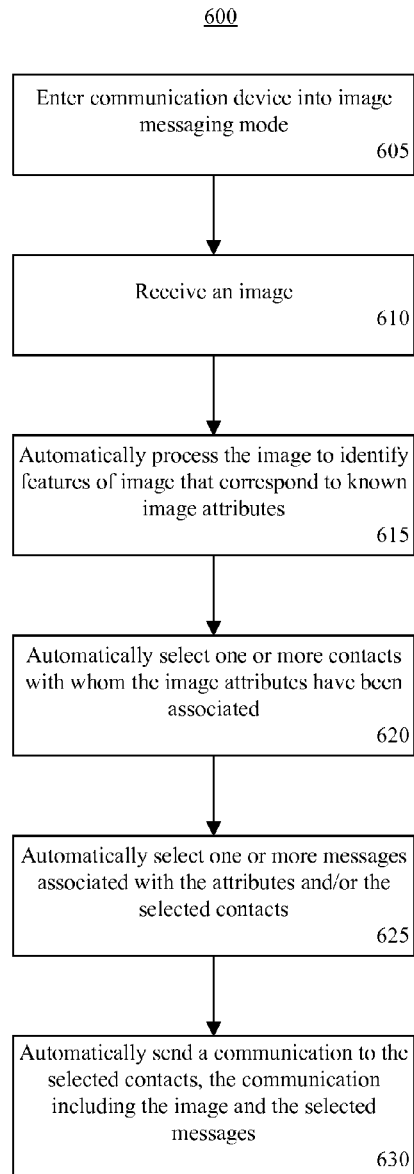 600
Enter communication device into image
messaging mode
605
Receive an image
610
Automatically process the image to identify
features of image that correspond to known
image attributes
615
Automatically select one or more contacts
with whom the image attributes have been
associated
620
Automatically select one or more messages
associated with the attributes and/or the
selected contacts
625
Automatically send a communication to the
selected contacts, the communication
including the image and the selected
messages
630